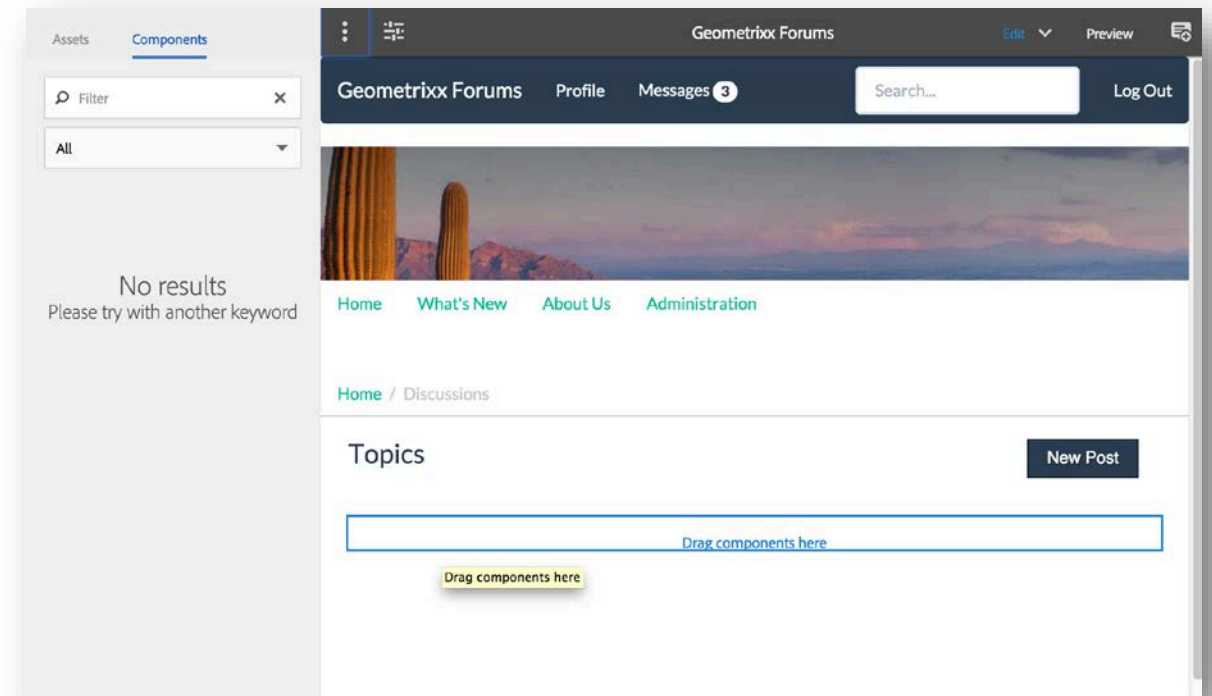 Assets Components
Geometrixx Forums Edit Preview
Filter
Geometrixx Forums Profile Messages 3 Search... Log Out
All
No results
Please try with another keyword
Home What's New About Us Administration
Home / Discussions
Topics
New Post
Drag components here
Drag components here